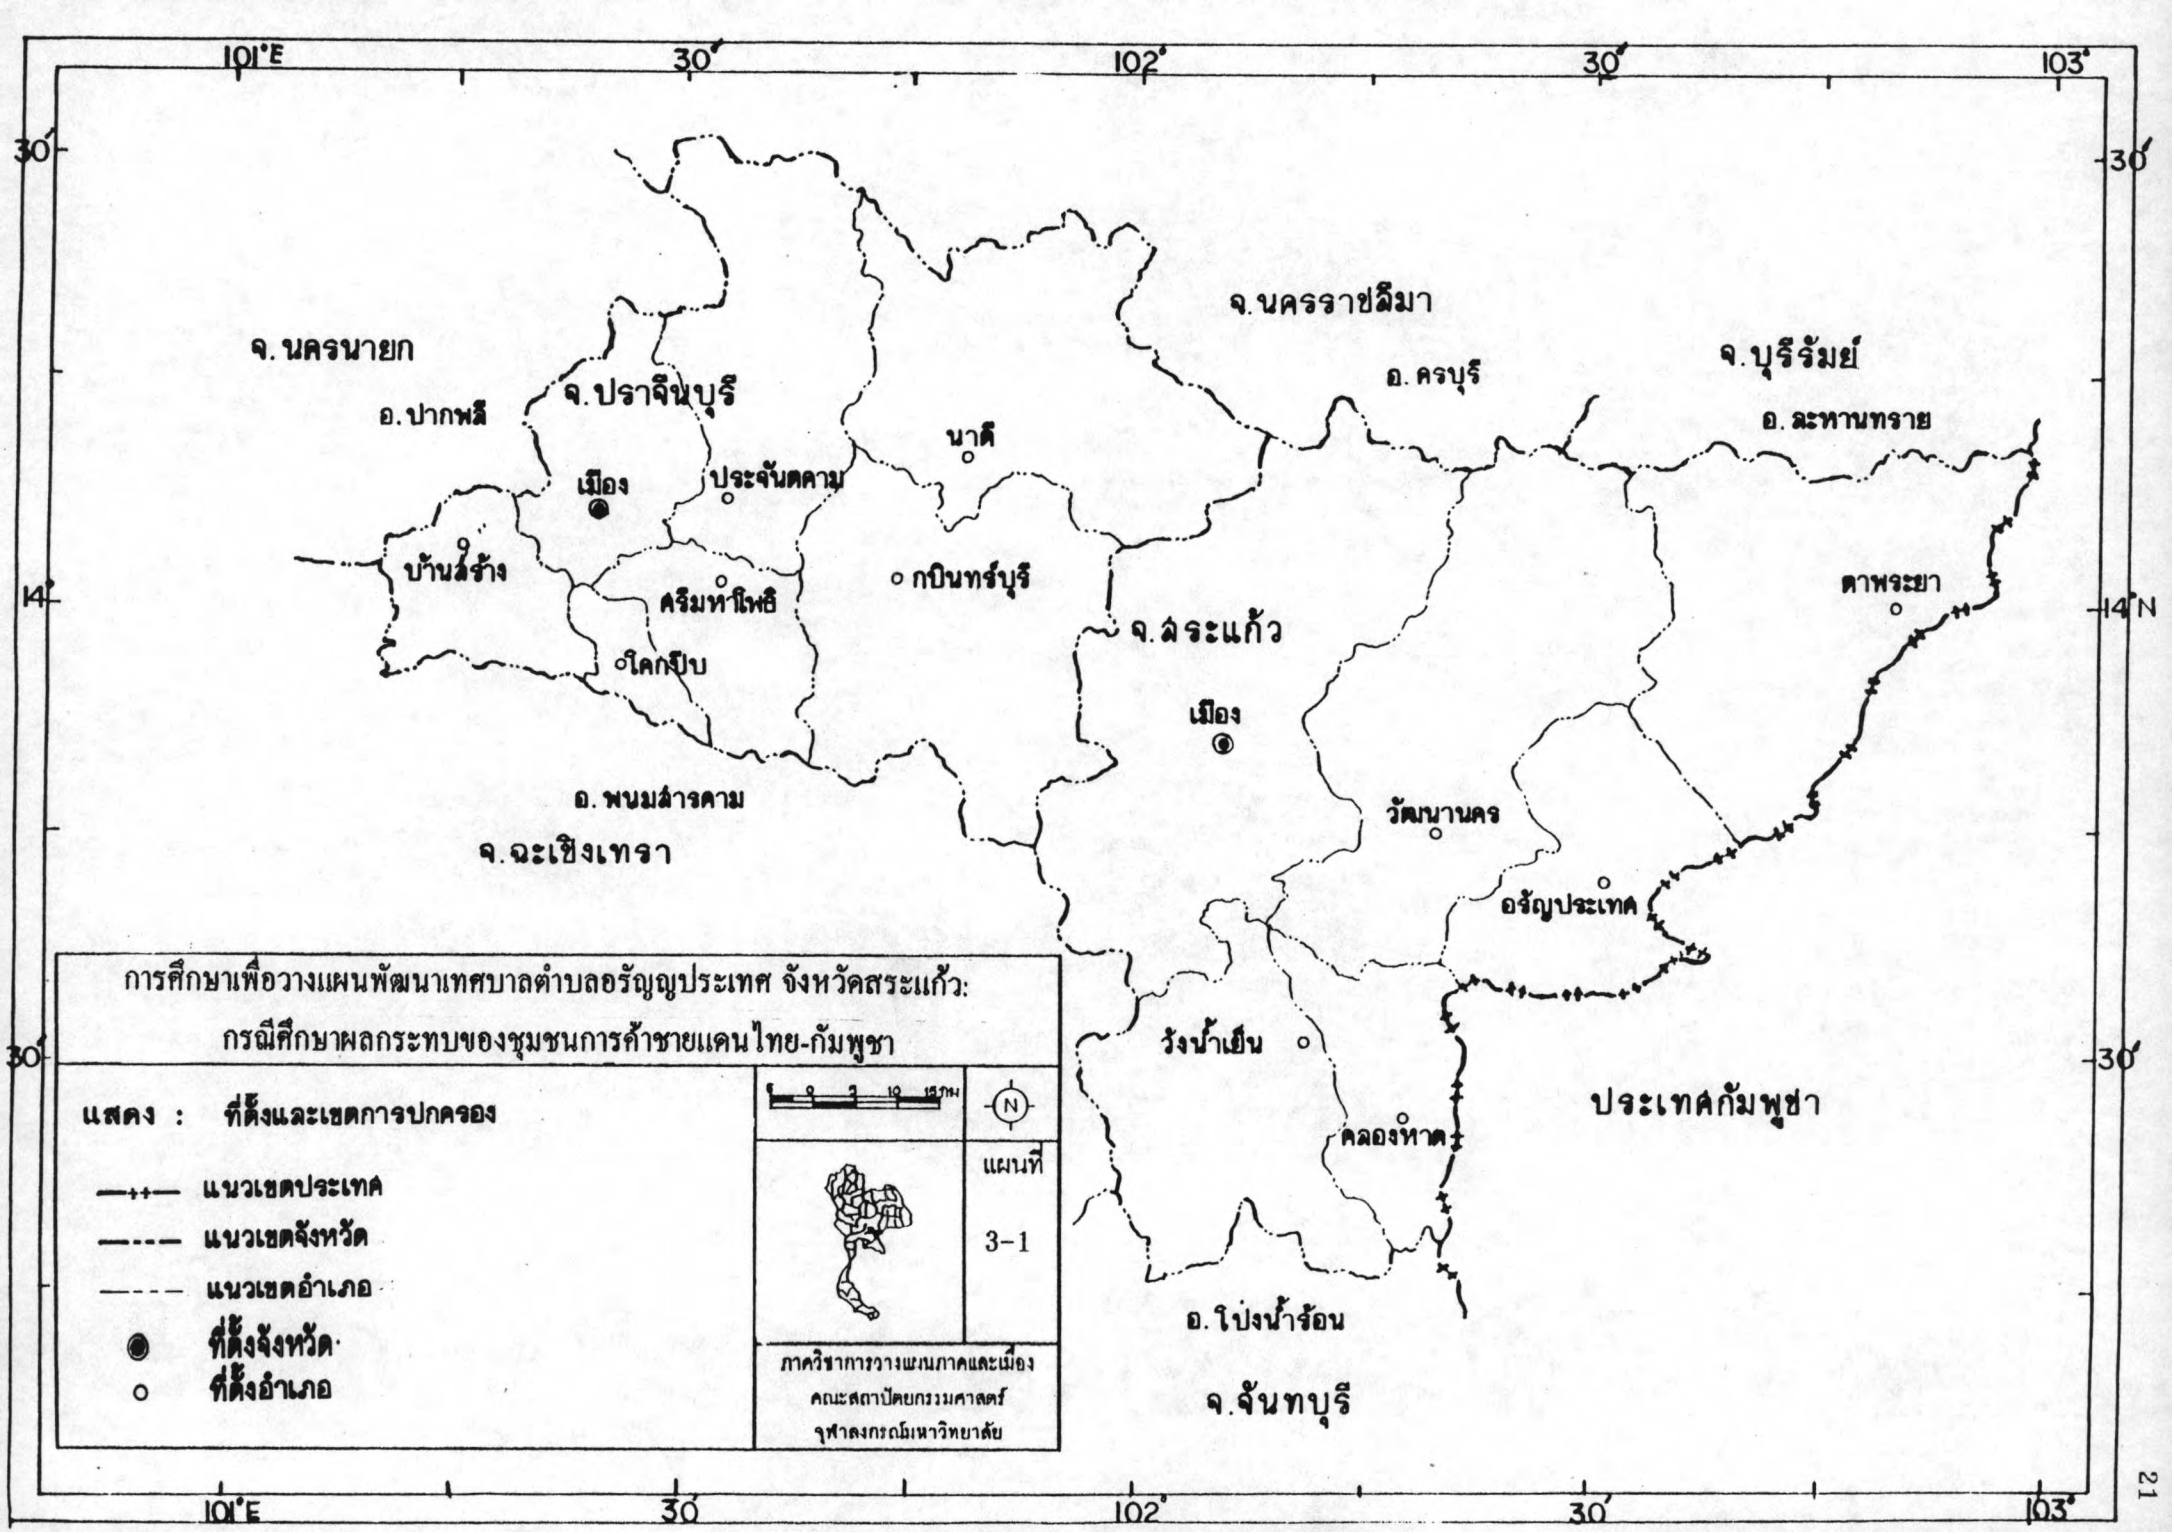 101°E 30′ 102° 30′ 103°
30′ 30′
จ.นครราชสีมา
จ.นครนายก
จ.บุรีรัมย์
อ.ครบุรี
จ.ปราจีนบุรี
อ.ปากพลี
อ.ละหานทราย
นาดี
ประจันตคาม
เมือง
บ้านสร้าง
กบินทร์บุรี
ตาพระยา
ศรีมหาโพธิ
14° 14°N
จ.สระแก้ว
โคกปีบ
เมือง
อ.พนมสารคาม
วัฒนานคร
จ.ฉะเชิงเทรา
อรัญประเทศ
วังน้ำเย็น
30′ 30′
ประเทศกัมพูชา
คลองหาด
อ.โป่งน้ำร้อน
จ.จันทบุรี
การศึกษาเพื่อวางแผนพัฒนาเทศบาลตำบลอรัญญประเทศ จังหวัดสระแก้ว:
กรณีศึกษาผลกระทบของชุมชนการค้าชายแดนไทย-กัมพูชา
แสดง : ที่ตั้งและเขตการปกครอง
แนวเขตประเทศ
แนวเขตจังหวัด
แนวเขตอำเภอ
ที่ตั้งจังหวัด
ที่ตั้งอำเภอ
10 15 กม
N
แผนที่
3-1
ภาควิชาการวางแผนภาคและเมือง
คณะสถาปัตยกรรมศาสตร์
จุฬาลงกรณ์มหาวิทยาลัย
101°E 30′ 102° 30′ 103°
21